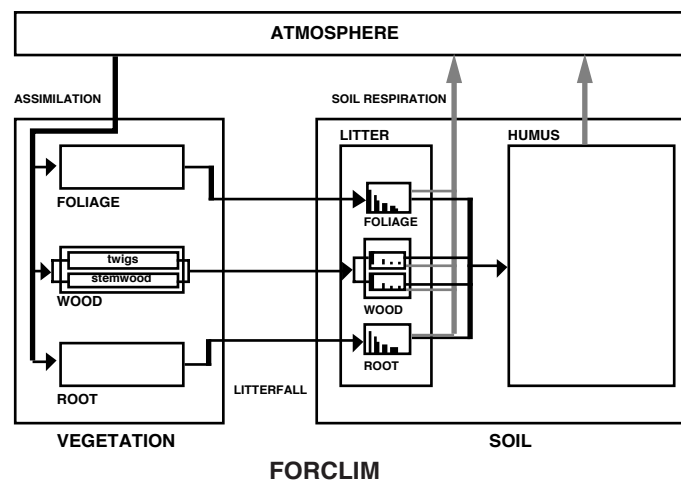 ATMOSPHERE
ASSIMILATION
SOIL RESPIRATION
LITTER
HUMUS
FOLIAGE
FOLIAGE
twigs
stemwood
WOOD
WOOD
ROOT
ROOT
LITTERFALL
VEGETATION
SOIL
FORCLIM